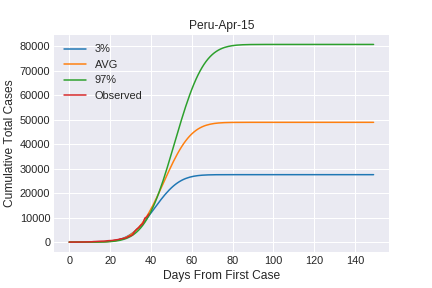 Peru-Apr-15
3%
AVG
97%
Observed
80000
70000
60000
50000
40000
30000
20000
10000
0
Cumulative Total Cases
0 20 40 60 80 100 120 140
Days From First Case